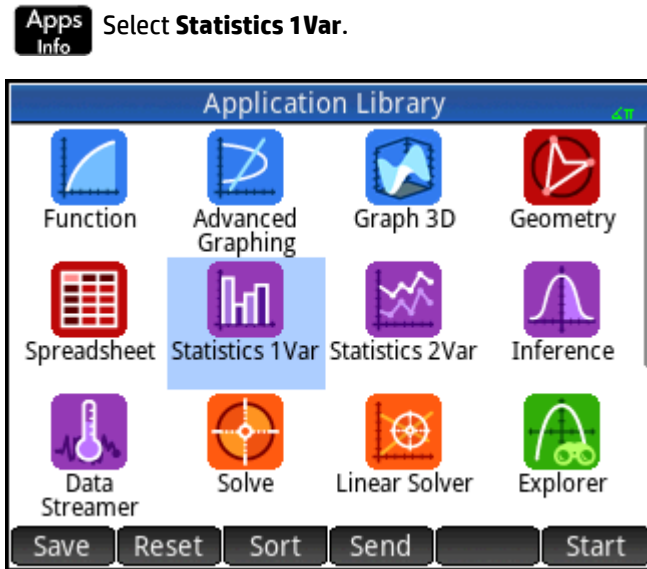 Apps Select Statistics 1Var.
Info
Application Library
∠π
Function Advanced Graph 3D Geometry
Graphing
Spreadsheet Statistics 1Var Statistics 2Var Inference
Data Solve Linear Solver Explorer
Streamer
Save Reset Sort Send Start